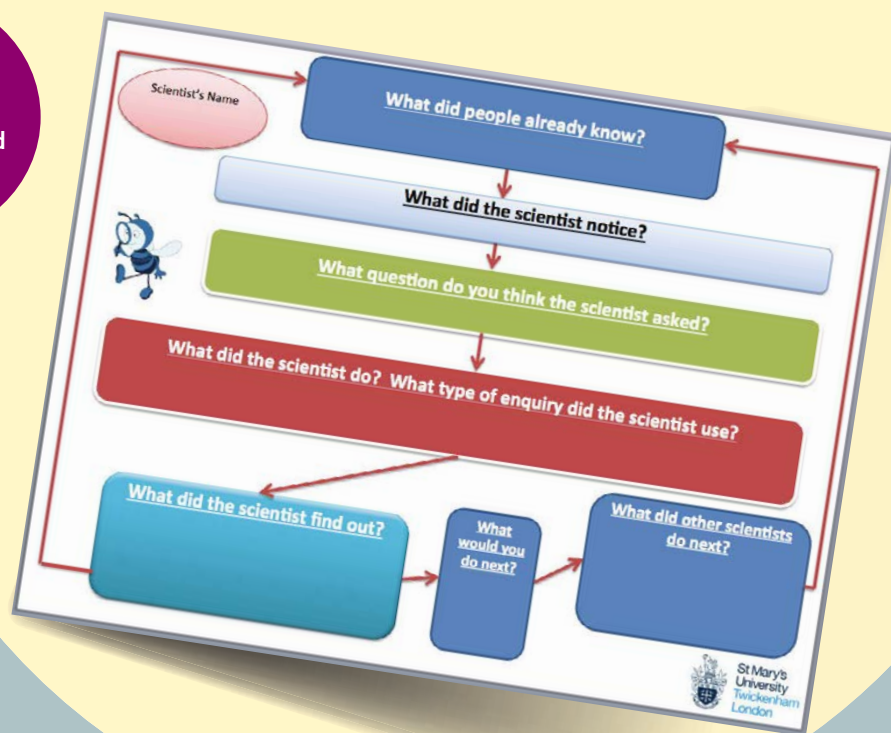 d
Scientist's Name
What did people already know?
What did the scientist notice?
What question do you think the scientist asked?
What did the scientist do? What type of enquiry did the scientist use?
What did the scientist find out?
What
would you
do next?
What did other scientists
do next?
St Mary's
University
Twickenham
London